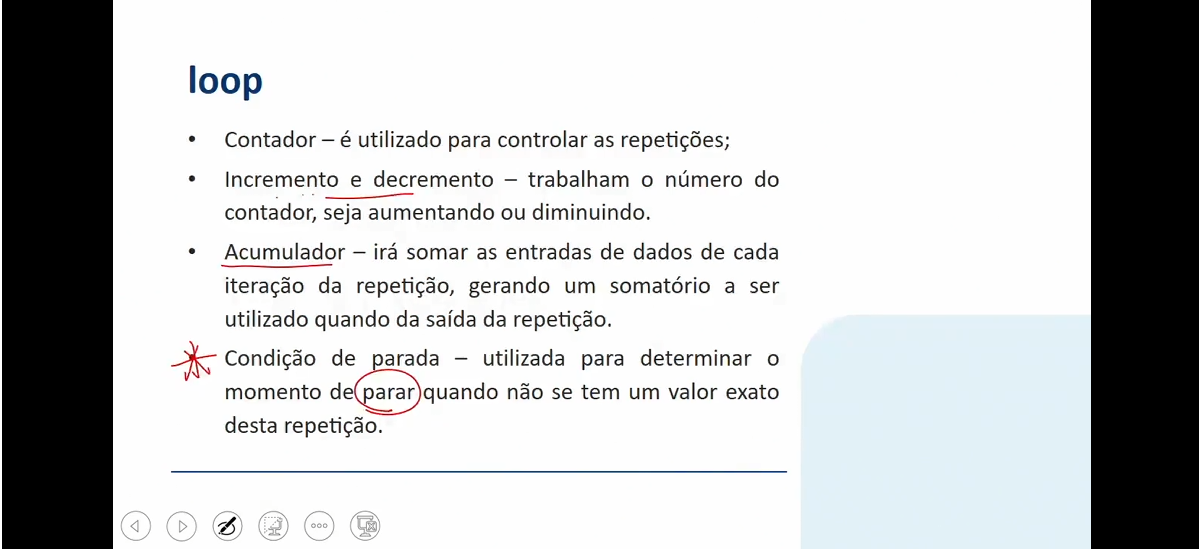 loop
• Contador – é utilizado para controlar as repetições;
• Incremento e decremento – trabalham o número do
contador, seja aumentando ou diminuindo.
• Acumulador – irá somar as entradas de dados de cada
iteração da repetição, gerando um somatório a ser
utilizado quando da saída da repetição.
Condição de parada – utilizada para determinar o
momento de parar quando não se tem um valor exato
desta repetição.